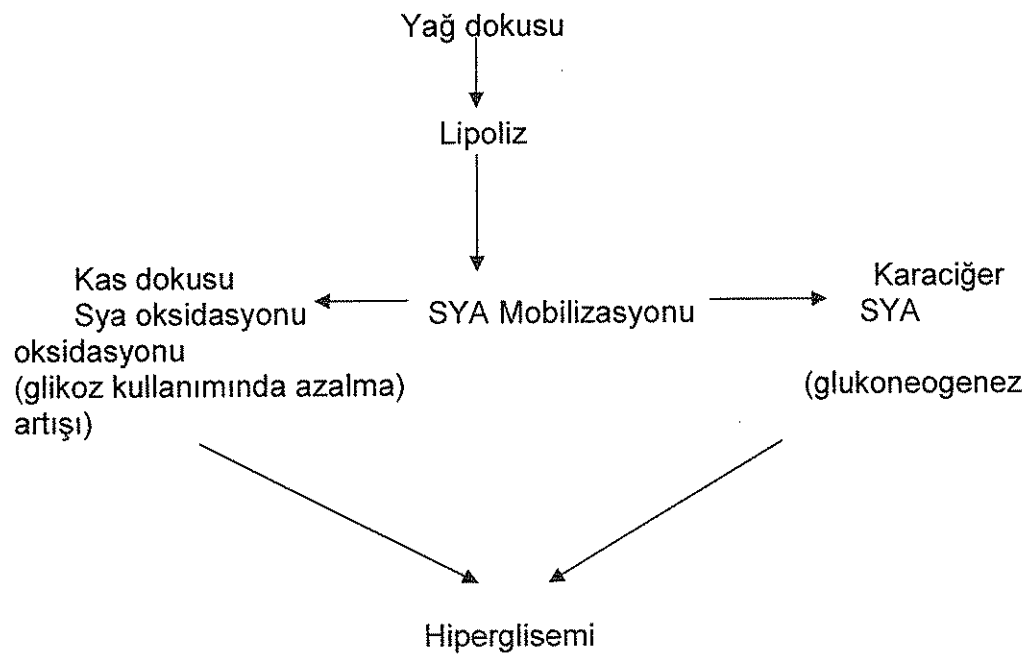 Yağ dokusu
Lipoliz
Kas dokusu
Karaciğer
Sya oksidasyonu
SYA Mobilizasyonu
SYA
oksidasyonu
(glikoz kullanımında azalma)
(glukoneogenez
artışı)
Hiperglisemi